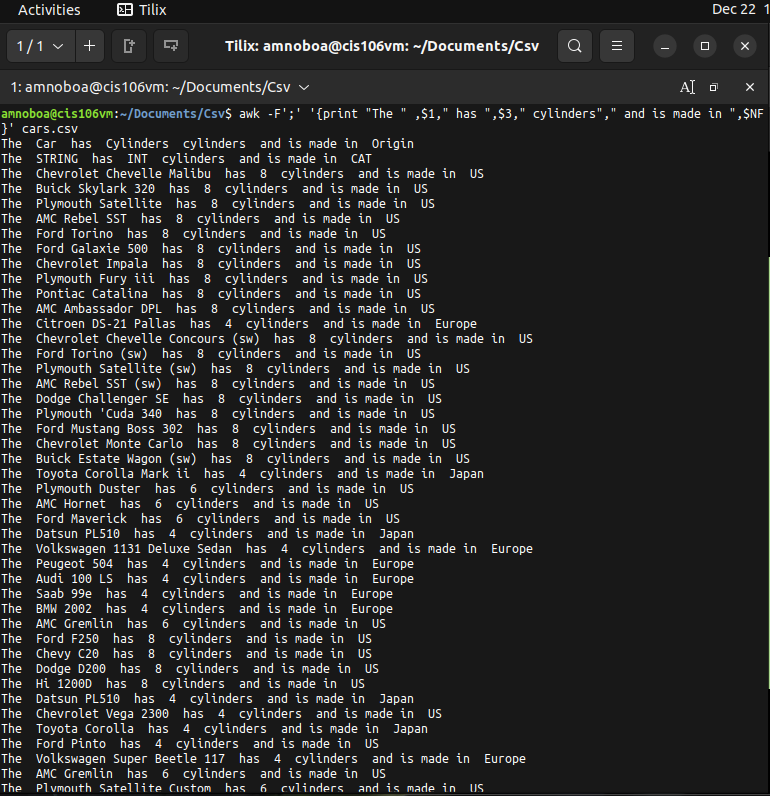 Activities Tilix Dec 22 1
1 / 1 Tilix: amnoboa@cis106vm: ~/Documents/Csv
1: amnoboa@cis106vm: ~/Documents/Csv
amnoboa@cis106vm:~/Documents/Csv$ awk -F';' '{print "The " ,$1," has ",$3," cylinders"," and is made in ",$NF
}' cars.csv
The  Car  has  Cylinders  cylinders  and is made in  Origin
The  STRING  has  INT  cylinders  and is made in  CAT
The  Chevrolet Chevelle Malibu  has  8  cylinders  and is made in  US
The  Buick Skylark 320  has  8  cylinders  and is made in  US
The  Plymouth Satellite  has  8  cylinders  and is made in  US
The  AMC Rebel SST  has  8  cylinders  and is made in  US
The  Ford Torino  has  8  cylinders  and is made in  US
The  Ford Galaxie 500  has  8  cylinders  and is made in  US
The  Chevrolet Impala  has  8  cylinders  and is made in  US
The  Plymouth Fury iii  has  8  cylinders  and is made in  US
The  Pontiac Catalina  has  8  cylinders  and is made in  US
The  AMC Ambassador DPL  has  8  cylinders  and is made in  US
The  Citroen DS-21 Pallas  has  4  cylinders  and is made in  Europe
The  Chevrolet Chevelle Concours (sw)  has  8  cylinders  and is made in  US
The  Ford Torino (sw)  has  8  cylinders  and is made in  US
The  Plymouth Satellite (sw)  has  8  cylinders  and is made in  US
The  AMC Rebel SST (sw)  has  8  cylinders  and is made in  US
The  Dodge Challenger SE  has  8  cylinders  and is made in  US
The  Plymouth 'Cuda 340  has  8  cylinders  and is made in  US
The  Ford Mustang Boss 302  has  8  cylinders  and is made in  US
The  Chevrolet Monte Carlo  has  8  cylinders  and is made in  US
The  Buick Estate Wagon (sw)  has  8  cylinders  and is made in  US
The  Toyota Corolla Mark ii  has  4  cylinders  and is made in  Japan
The  Plymouth Duster  has  6  cylinders  and is made in  US
The  AMC Hornet  has  6  cylinders  and is made in  US
The  Ford Maverick  has  6  cylinders  and is made in  US
The  Datsun PL510  has  4  cylinders  and is made in  Japan
The  Volkswagen 1131 Deluxe Sedan  has  4  cylinders  and is made in  Europe
The  Peugeot 504  has  4  cylinders  and is made in  Europe
The  Audi 100 LS  has  4  cylinders  and is made in  Europe
The  Saab 99e  has  4  cylinders  and is made in  Europe
The  BMW 2002  has  4  cylinders  and is made in  Europe
The  AMC Gremlin  has  6  cylinders  and is made in  US
The  Ford F250  has  8  cylinders  and is made in  US
The  Chevy C20  has  8  cylinders  and is made in  US
The  Dodge D200  has  8  cylinders  and is made in  US
The  Hi 1200D  has  8  cylinders  and is made in  US
The  Datsun PL510  has  4  cylinders  and is made in  Japan
The  Chevrolet Vega 2300  has  4  cylinders  and is made in  US
The  Toyota Corolla  has  4  cylinders  and is made in  Japan
The  Ford Pinto  has  4  cylinders  and is made in  US
The  Volkswagen Super Beetle 117  has  4  cylinders  and is made in  Europe
The  AMC Gremlin  has  6  cylinders  and is made in  US
The  Plymouth Satellite Custom  has  6  cylinders  and is made in  US